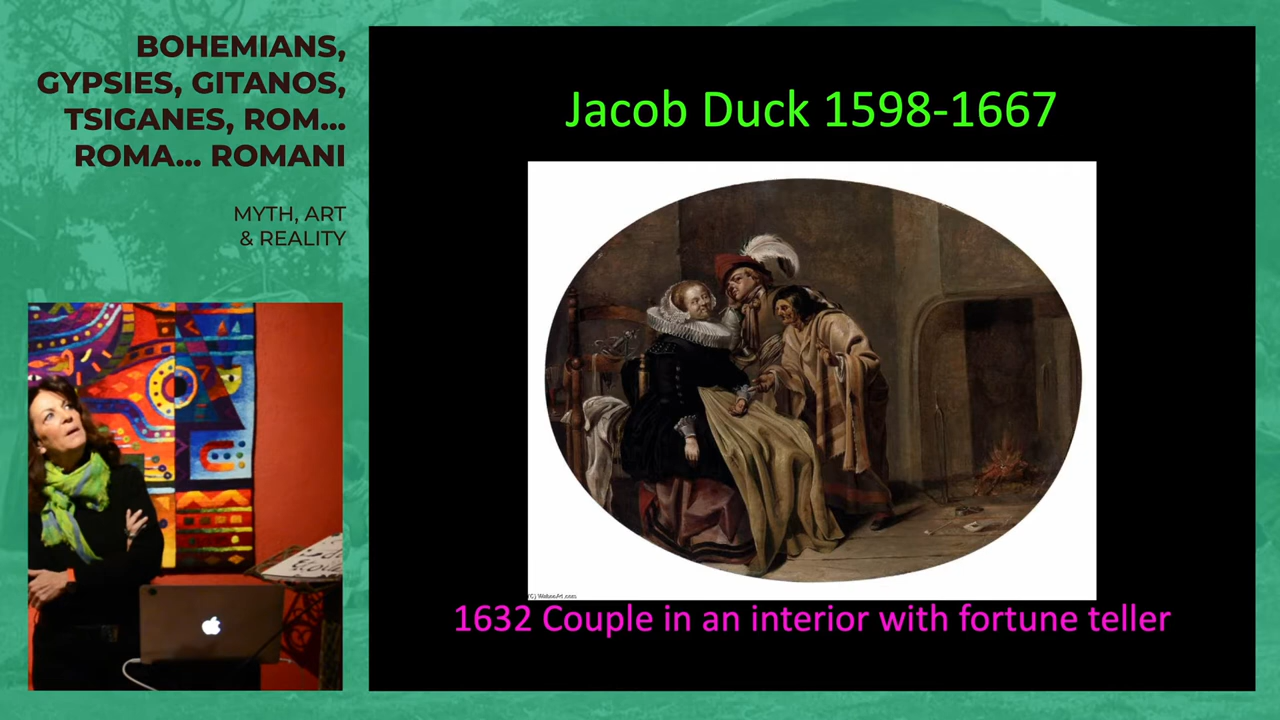 BOHEMIANS,
GYPSIES, GITANOS,
TSIGANES, ROM...
ROMA... ROMANI
MYTH, ART
& REALITY
Jacob Duck 1598-1667
1632 Couple in an interior with fortune teller